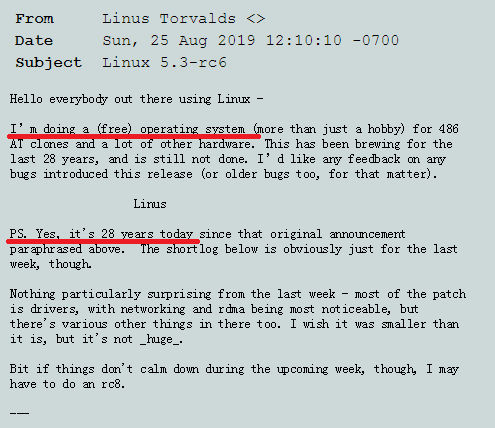 From Linus Torvalds <>
Date Sun, 25 Aug 2019 12:10:10 -0700
Subject Linux 5.3-rc6
Hello everybody out there using Linux -
I'm doing a (free) operating system (more than just a hobby) for 486
AT clones and a lot of other hardware. This has been brewing for the
last 28 years, and is still not done. I'd like any feedback on any
bugs introduced this release (or older bugs too, for that matter).
Linus
PS. Yes, it's 28 years today since that original announcement
paraphrased above. The shortlog below is obviously just for the last
week, though.
Nothing particularly surprising from the last week - most of the patch
is drivers, with networking and rdma being most noticeable, but
there's various other things in there too. I wish it was smaller than
it is, but it's not _huge_.
Bit if things don't calm down during the upcoming week, though, I may
have to do an rc8.
---